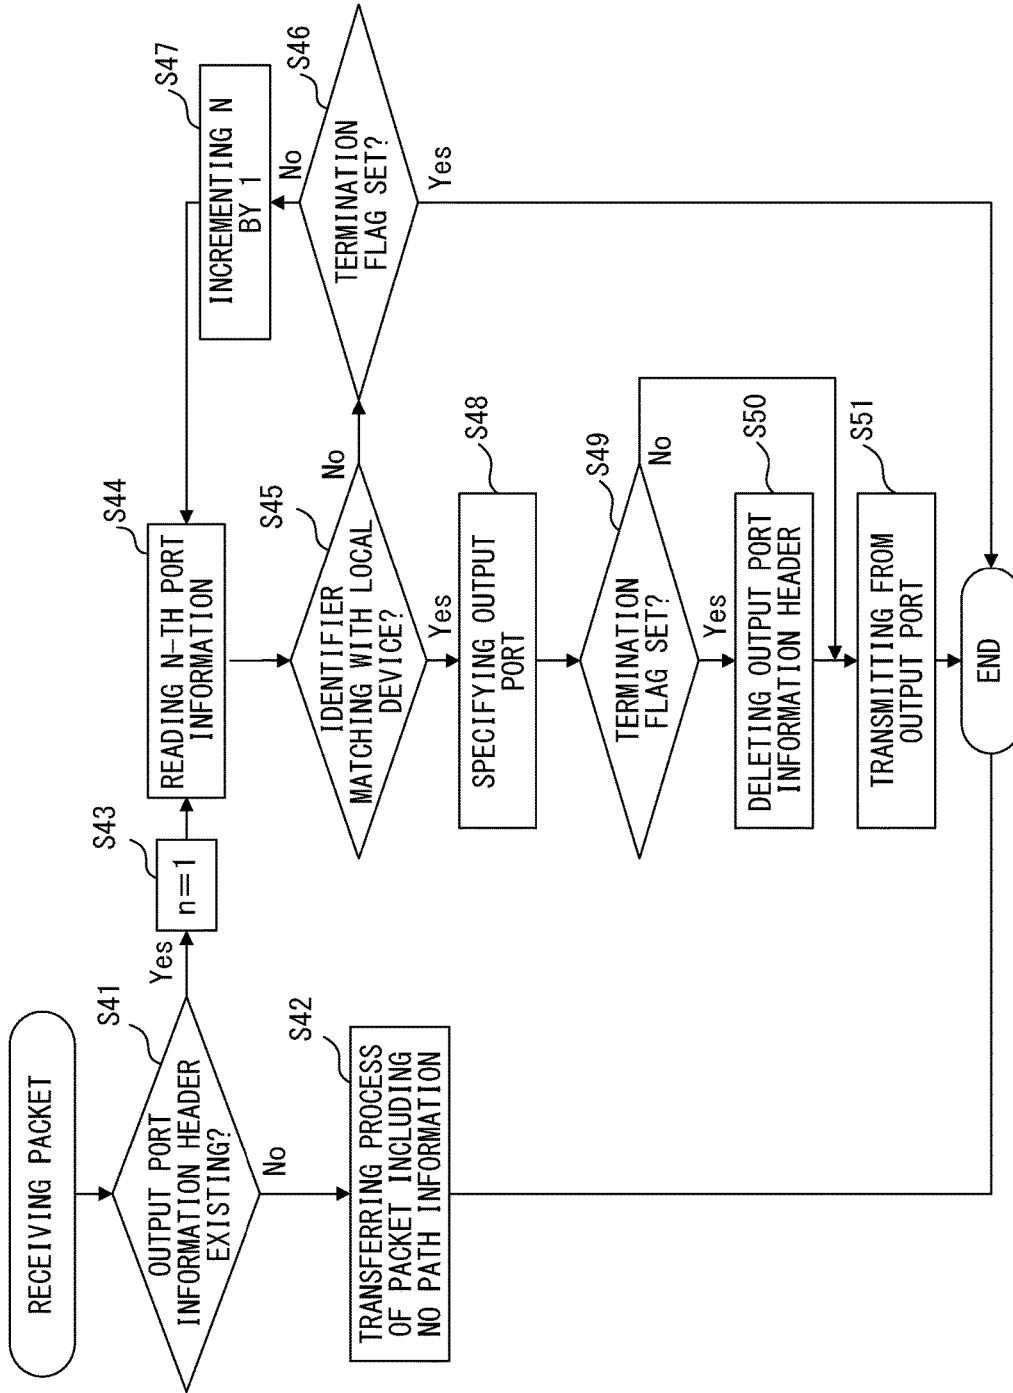 RECEIVING PACKET
S41
OUTPUT PORT
INFORMATION HEADER
EXISTING?
Yes
No
S42
TRANSFERRING PROCESS
OF PACKET INCLUDING
NO PATH INFORMATION
S43
n=1
S44
READING N-TH PORT
INFORMATION
S45
IDENTIFIER
MATCHING WITH LOCAL
DEVICE?
No
Yes
S46
TERMINATION
FLAG SET?
No
Yes
S47
INCREMENTING N
BY 1
S48
SPECIFYING OUTPUT
PORT
S49
TERMINATION
FLAG SET?
No
Yes
S50
DELETING OUTPUT PORT
INFORMATION HEADER
S51
TRANSMITTING FROM
OUTPUT PORT
END